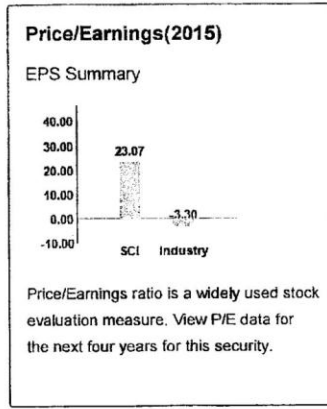 Price/Earnings(2015)
EPS Summary
40.00
30.00
23.07
20.00
10.00
0.00
-3.30
-10.00
SCI Industry
Price/Earnings ratio is a widely used stock
evaluation measure. View P/E data for
the next four years for this security.